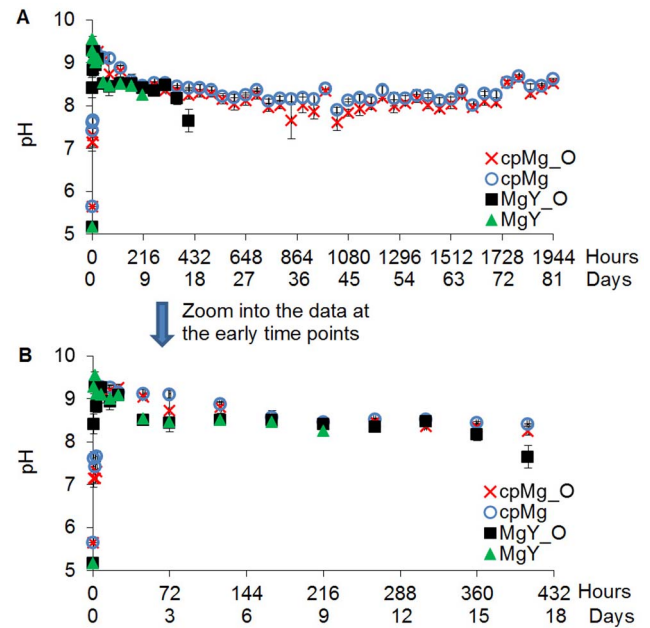 A
10
9
8
7
6
5
pH
cpMg_O
cpMg
MgY_O
MgY
0 216 432 648 864 1080 1296 1512 1728 1944 Hours
0 9 18 27 36 45 54 63 72 81 Days
Zoom into the data at
the early time points
B
10
9
8
7
6
5
pH
cpMg_O
cpMg
MgY_O
MgY
0 72 144 216 288 360 432 Hours
0 3 6 9 12 15 18 Days